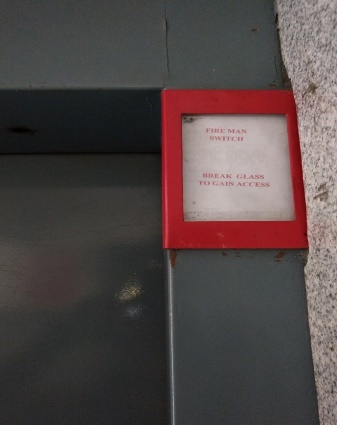 FIRE MAN
SWITCH
BREAK GLASS
TO GAIN ACCESS